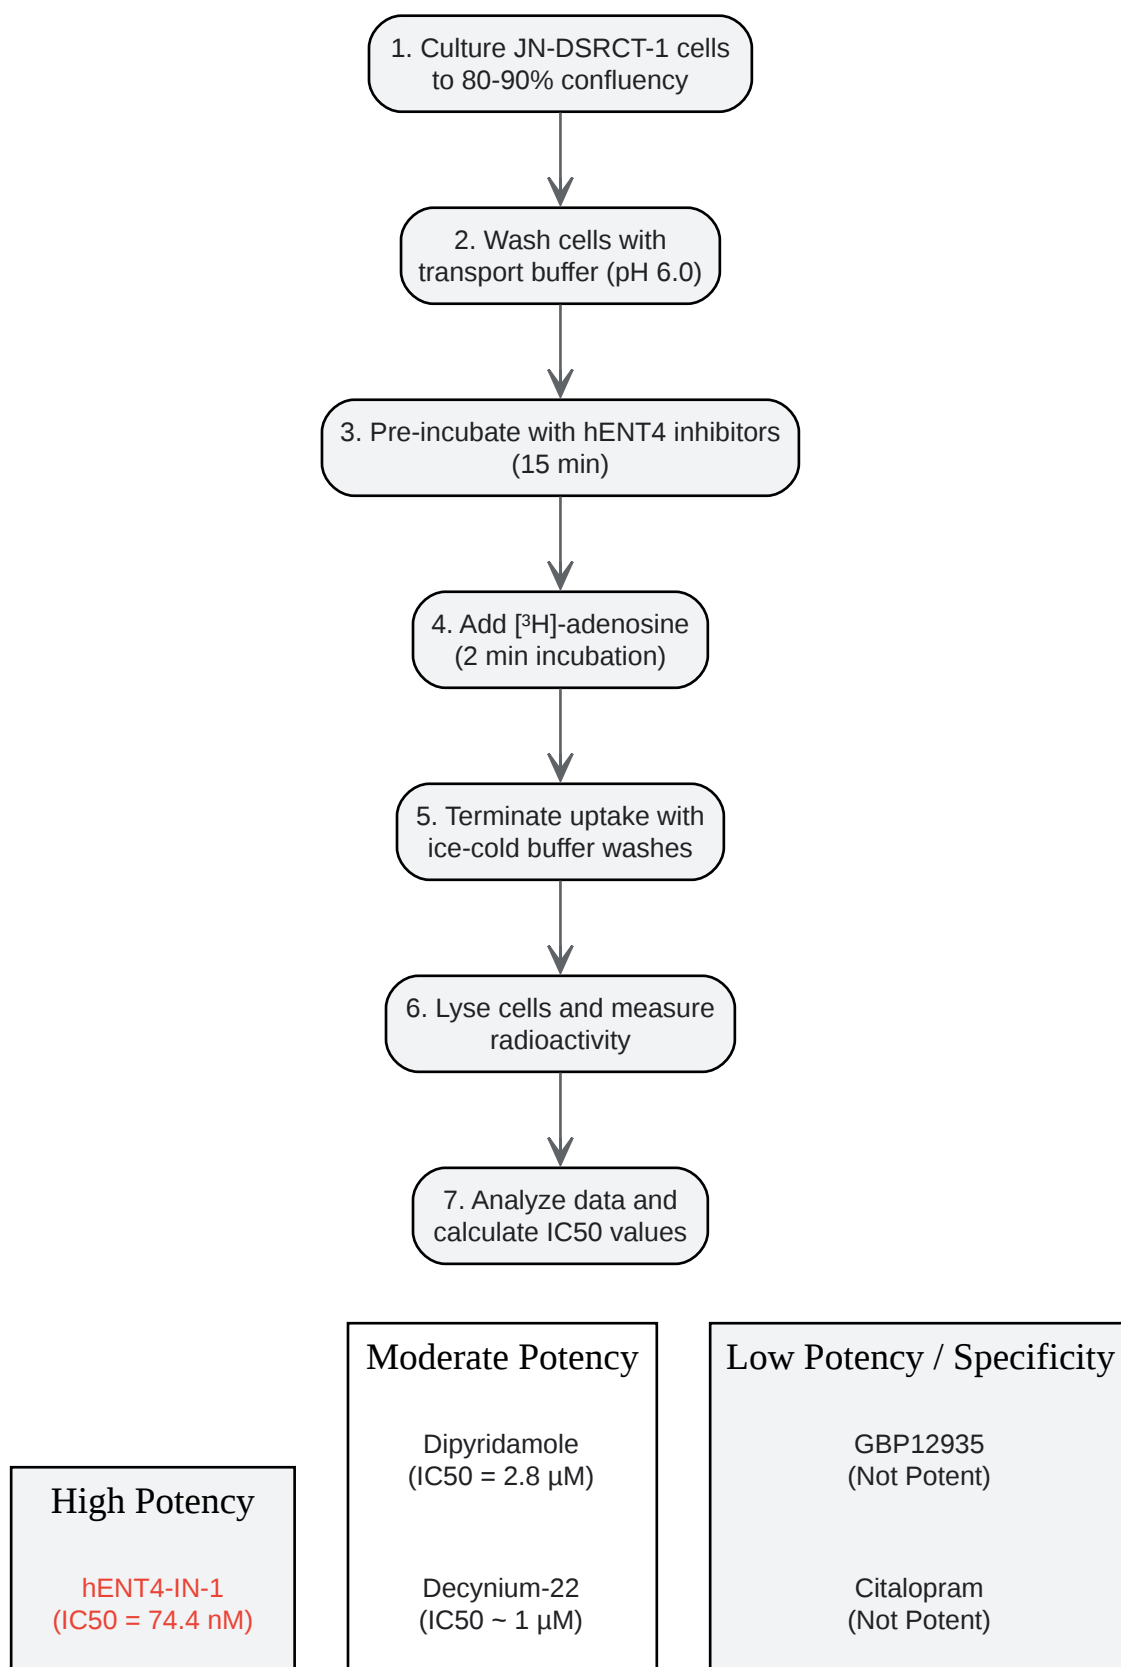 1. Culture JN-DSRCT-1 cells
to 80-90% confluency
2. Wash cells with
transport buffer (pH 6.0)
3. Pre-incubate with hENT4 inhibitors
(15 min)
4. Add [³H]-adenosine
(2 min incubation)
5. Terminate uptake with
ice-cold buffer washes
6. Lyse cells and measure
radioactivity
7. Analyze data and
calculate IC50 values
High Potency
hENT4-IN-1
(IC50 = 74.4 nM)
Moderate Potency
Dipyridamole
(IC50 = 2.8 µM)
Decynium-22
(IC50 ~ 1 µM)
Low Potency / Specificity
GBP12935
(Not Potent)
Citalopram
(Not Potent)